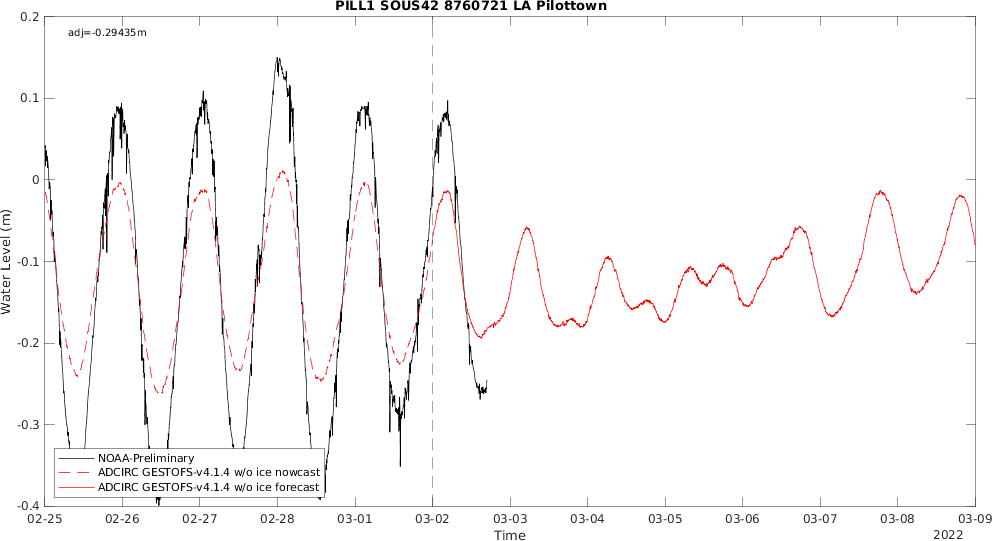 PILL1 SOUS42 8760721 LA Pilottown
adj=-0.29435m
0.2
0.1
0
-0.1
-0.2
-0.3
-0.4
Water Level (m)
NOAA-Preliminary
ADCIRC GESTOFS-v4.1.4 w/o ice nowcast
ADCIRC GESTOFS-v4.1.4 w/o ice forecast
02-25 02-26 02-27 02-28 03-01 03-02 03-03 03-04 03-05 03-06 03-07 03-08 03-09
Time
2022